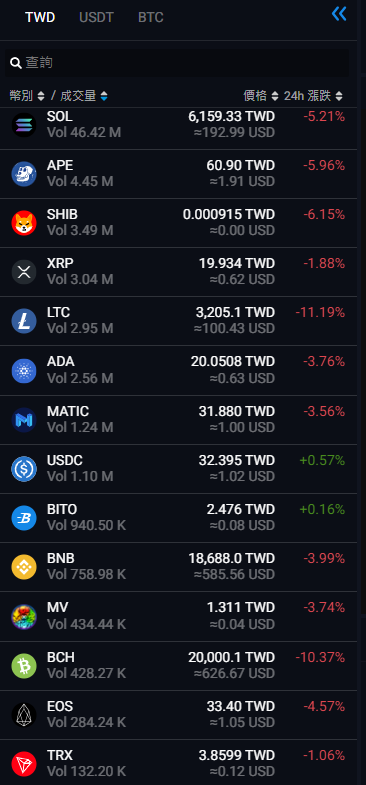 TWD USDT BTC
查詢
幣別 / 成交量 價格 24h 漲跌
SOL 6,159.33 TWD -5.21%
Vol 46.42 M ≈192.99 USD
APE 60.90 TWD -5.96%
Vol 4.45 M ≈1.91 USD
SHIB 0.000915 TWD -6.15%
Vol 3.49 M ≈0.00 USD
XRP 19.934 TWD -1.88%
Vol 3.04 M ≈0.62 USD
LTC 3,205.1 TWD -11.19%
Vol 2.95 M ≈100.43 USD
ADA 20.0508 TWD -3.76%
Vol 2.56 M ≈0.63 USD
MATIC 31.880 TWD -3.56%
Vol 1.24 M ≈1.00 USD
USDC 32.395 TWD +0.57%
Vol 1.10 M ≈1.02 USD
BITO 2.476 TWD +0.16%
Vol 940.50 K ≈0.08 USD
BNB 18,688.0 TWD -3.99%
Vol 758.98 K ≈585.56 USD
MV 1.311 TWD -3.74%
Vol 434.44 K ≈0.04 USD
BCH 20,000.1 TWD -10.37%
Vol 428.27 K ≈626.67 USD
EOS 33.40 TWD -4.57%
Vol 284.24 K ≈1.05 USD
TRX 3.8599 TWD -1.06%
Vol 132.20 K ≈0.12 USD